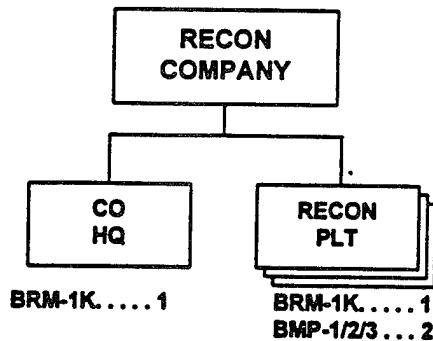 RECON
COMPANY
CO
HQ
RECON
PLT
BRM-1K.....1
BRM-1K.....1
BMP-1/2/3...2